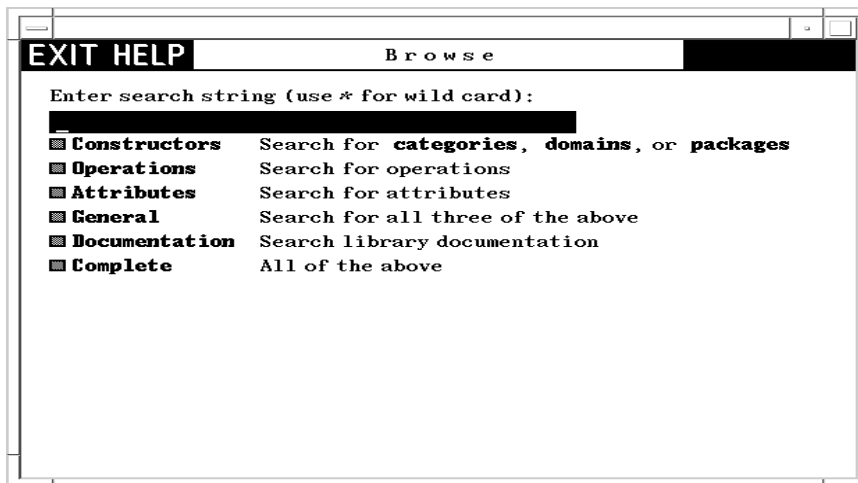 EXIT HELP Browse
Enter search string (use * for wild card):
Constructors Search for categories, domains, or packages
Operations Search for operations
Attributes Search for attributes
General Search for all three of the above
Documentation Search library documentation
Complete All of the above